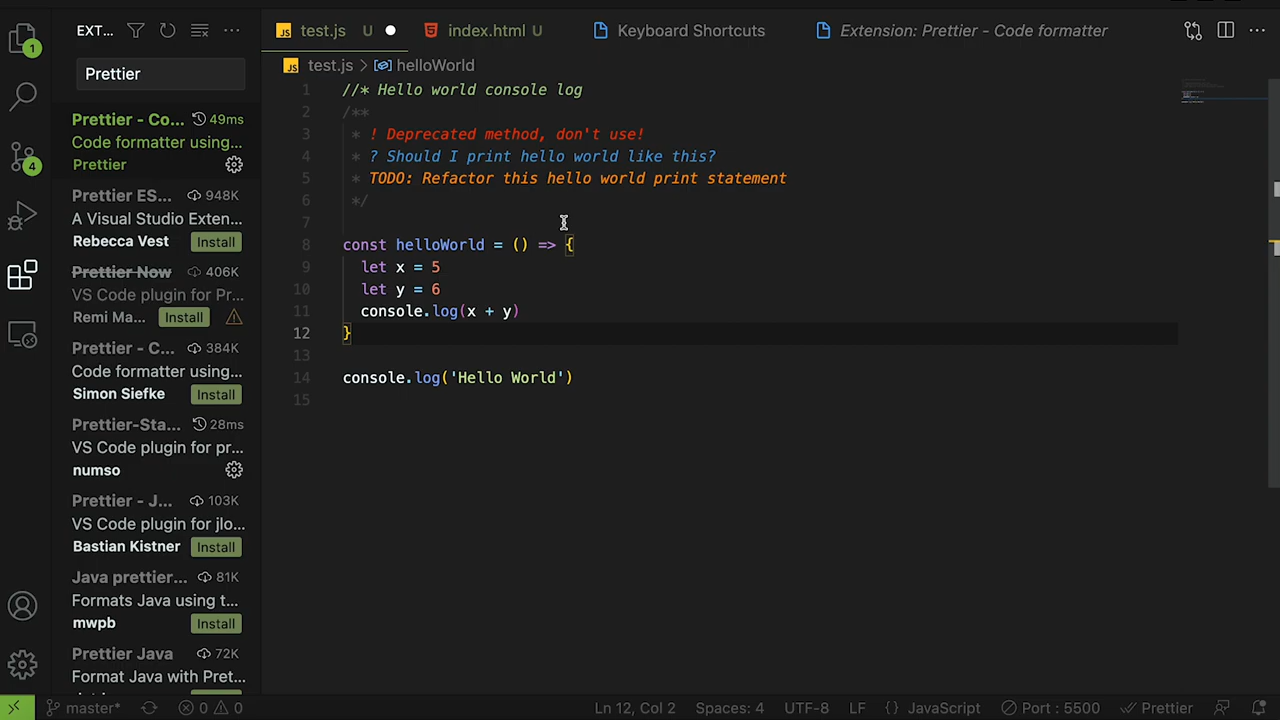 EXT...
Prettier
Prettier - Co... 49ms
Code formatter using...
Prettier
Prettier ES... 948K
A Visual Studio Exten...
Rebecca Vest Install
Prettier Now 406K
VS Code plugin for Pr...
Remi Ma... Install
Prettier - C... 384K
Code formatter using...
Simon Siefke Install
Prettier-Sta... 28ms
VS Code plugin for pr...
numso
Prettier - J... 103K
VS Code plugin for jlo...
Bastian Kistner Install
Java prettier... 81K
Formats Java using t...
mwpb Install
Prettier Java 72K
Format Java with Pret...
1
4
JS test.js U
index.html U
Keyboard Shortcuts
Extension: Prettier - Code formatter
JS test.js > helloWorld
1 //* Hello world console log
2 /**
3 * ! Deprecated method, don't use!
4 * ? Should I print hello world like this?
5 * TODO: Refactor this hello world print statement
6 */
7
8 const helloWorld = () => {
9 let x = 5
10 let y = 6
11 console.log(x + y)
12 }
13
14 console.log('Hello World')
15
master* 0 0 Ln 12, Col 2 Spaces: 4 UTF-8 LF {} JavaScript Port : 5500 Prettier